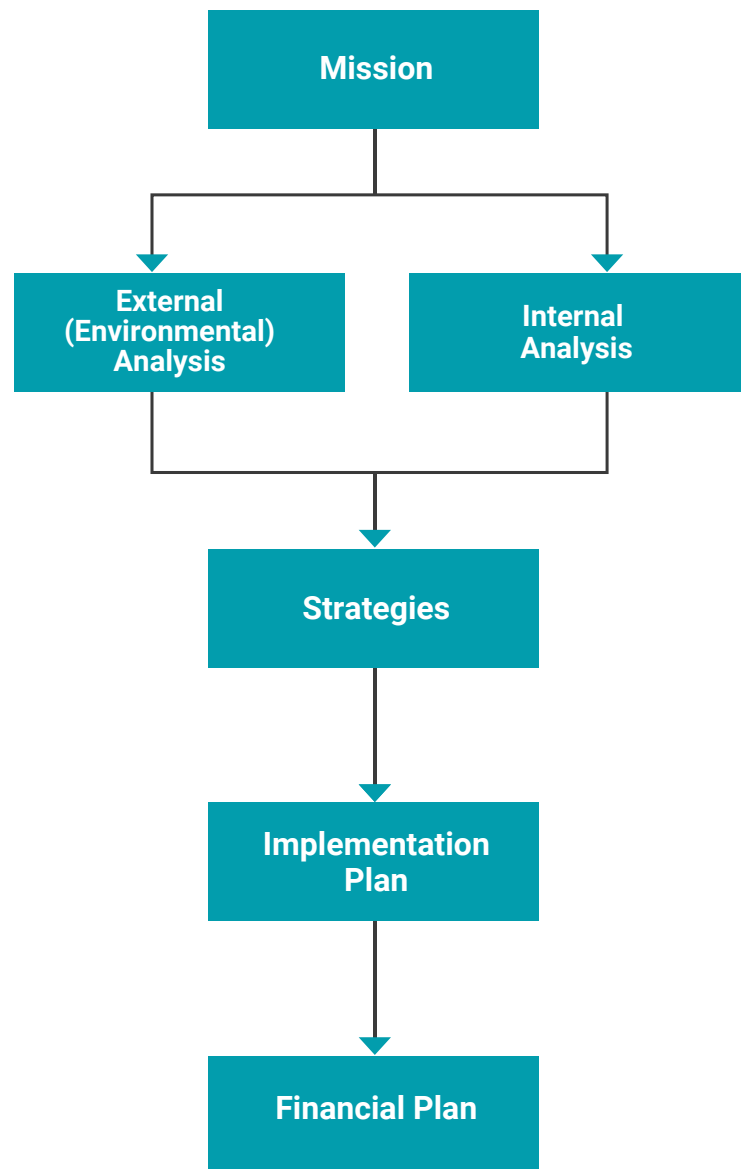 Mission
External
(Environmental)
Analysis
Internal
Analysis
Strategies
Implementation
Plan
Financial Plan